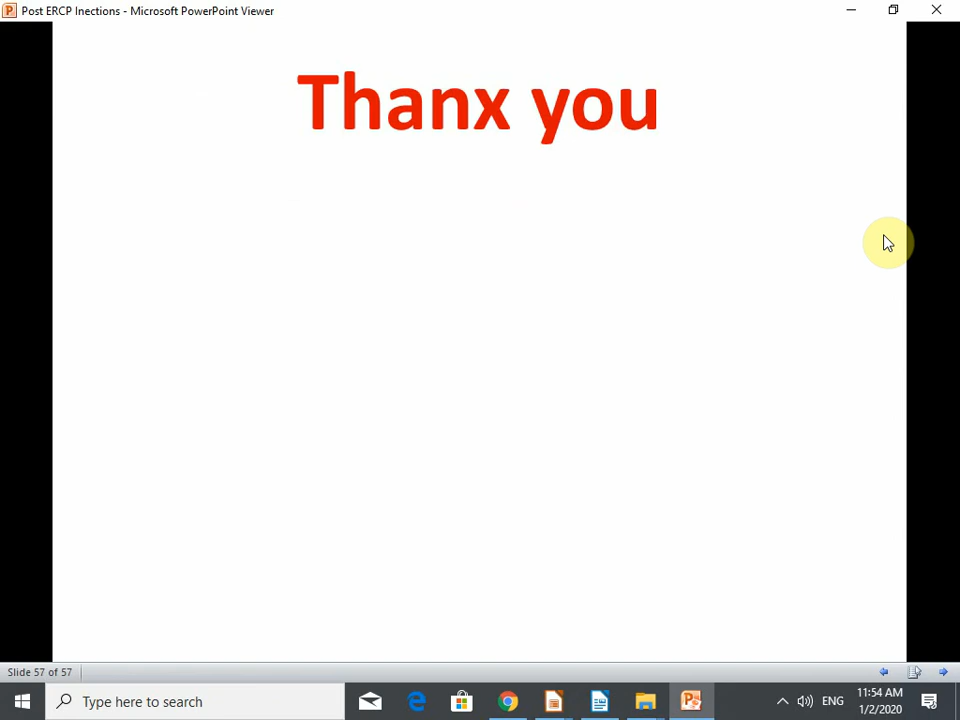 Post ERCP Inections - Microsoft PowerPoint Viewer
Thanx you
Slide 57 of 57
Type here to search
ENG
11:54 AM
1/2/2020